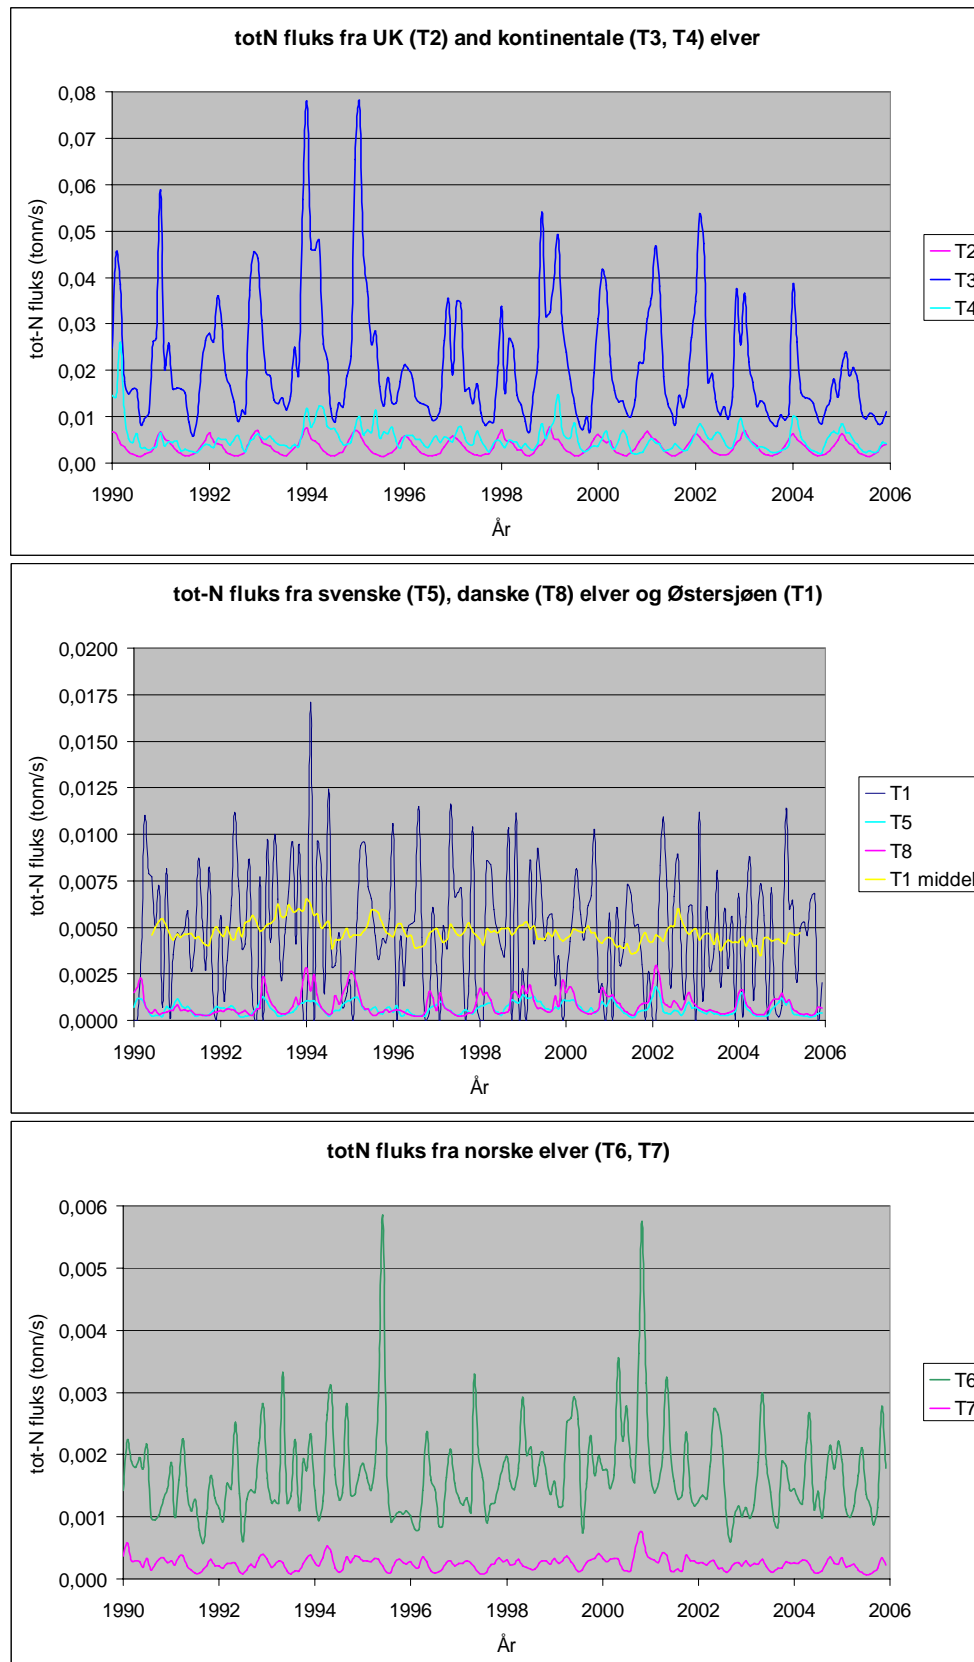 totN fluks fra UK (T2) and kontinentale (T3, T4) elver
0,08
0,07
0,06
0,05
0,04
0,03
0,02
0,01
0,00
tot-N fluks (tonn/s)
1990 1992 1994 1996 1998 2000 2002 2004 2006
År
T2
T3
T4
tot-N fluks fra svenske (T5), danske (T8) elver og Østersjøen (T1)
0,0200
0,0175
0,0150
0,0125
0,0100
0,0075
0,0050
0,0025
0,0000
tot-N fluks (tonn/s)
1990 1992 1994 1996 1998 2000 2002 2004 2006
År
T1
T5
T8
T1 middel
totN fluks fra norske elver (T6, T7)
0,006
0,005
0,004
0,003
0,002
0,001
0,000
tot-N fluks (tonn/s)
1990 1992 1994 1996 1998 2000 2002 2004 2006
År
T6
T7